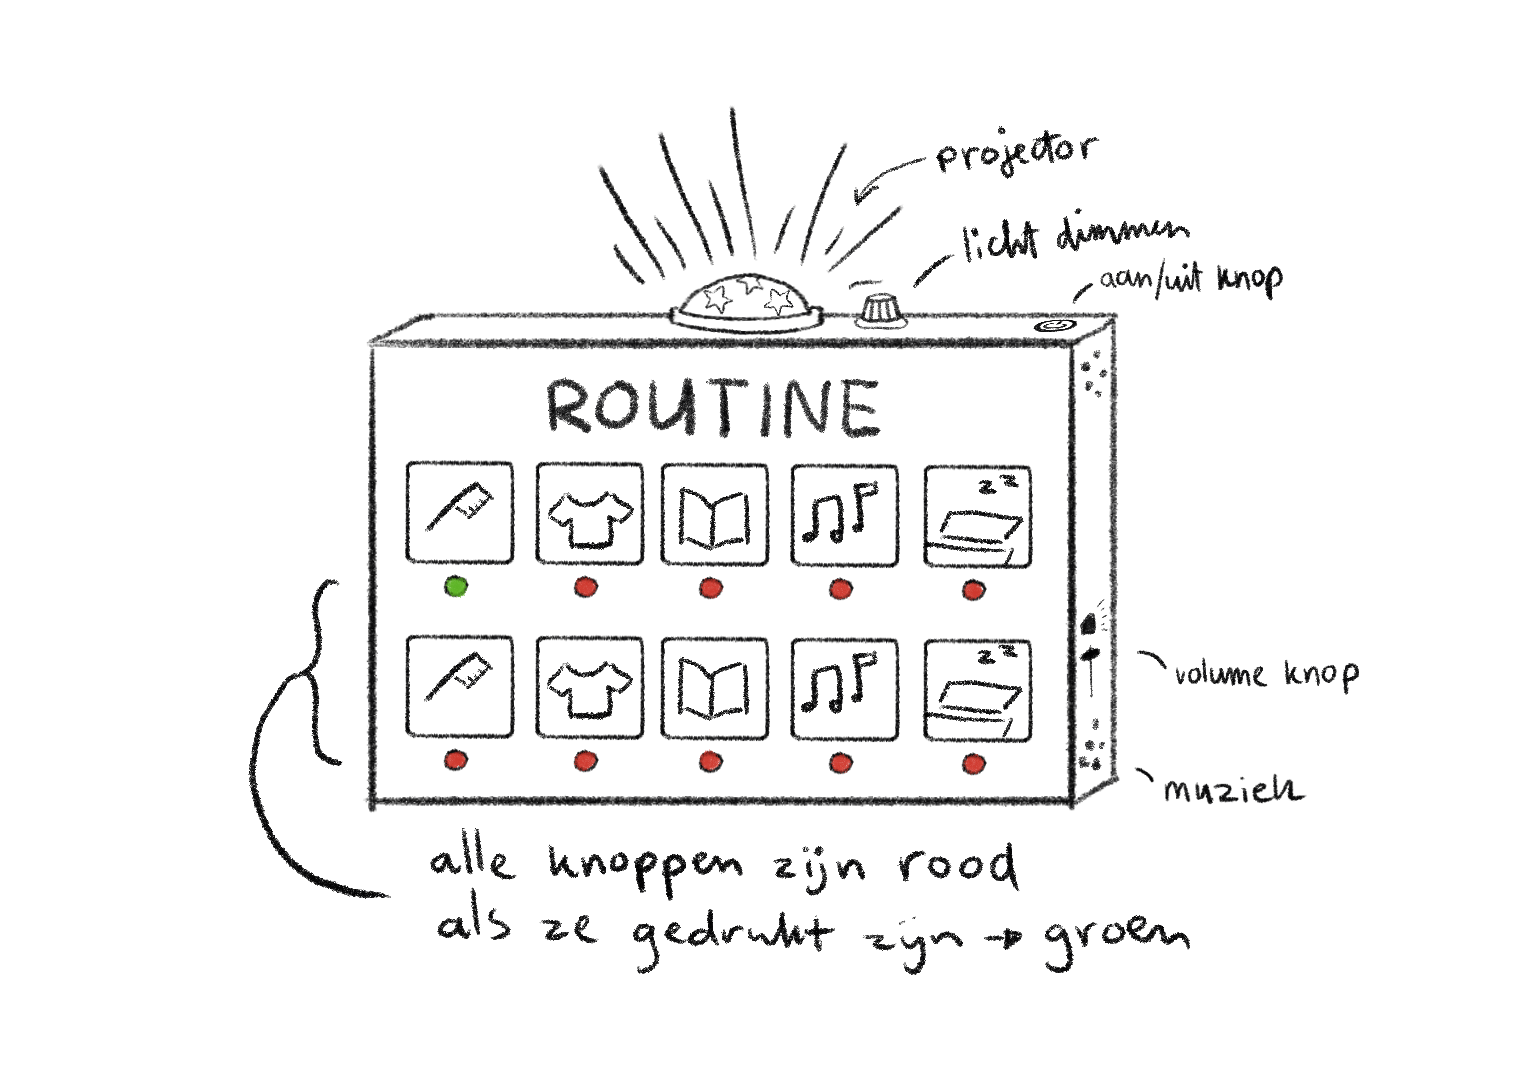 projector
licht dimmen
aan/uit knop
ROUTINE
z z
z z
volume knop
muziek
alle knoppen zijn rood
als ze gedrukt zijn → groen